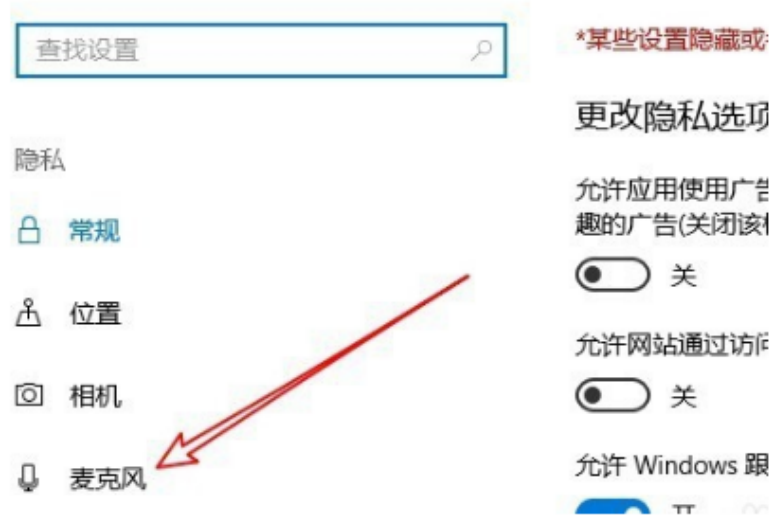 查找设置
隐私
常规
位置
相机
麦克风
*某些设置隐藏或
更改隐私选项
允许应用使用广告
趣的广告(关闭该
关
允许网站通过访问
关
允许 Windows 跟
开